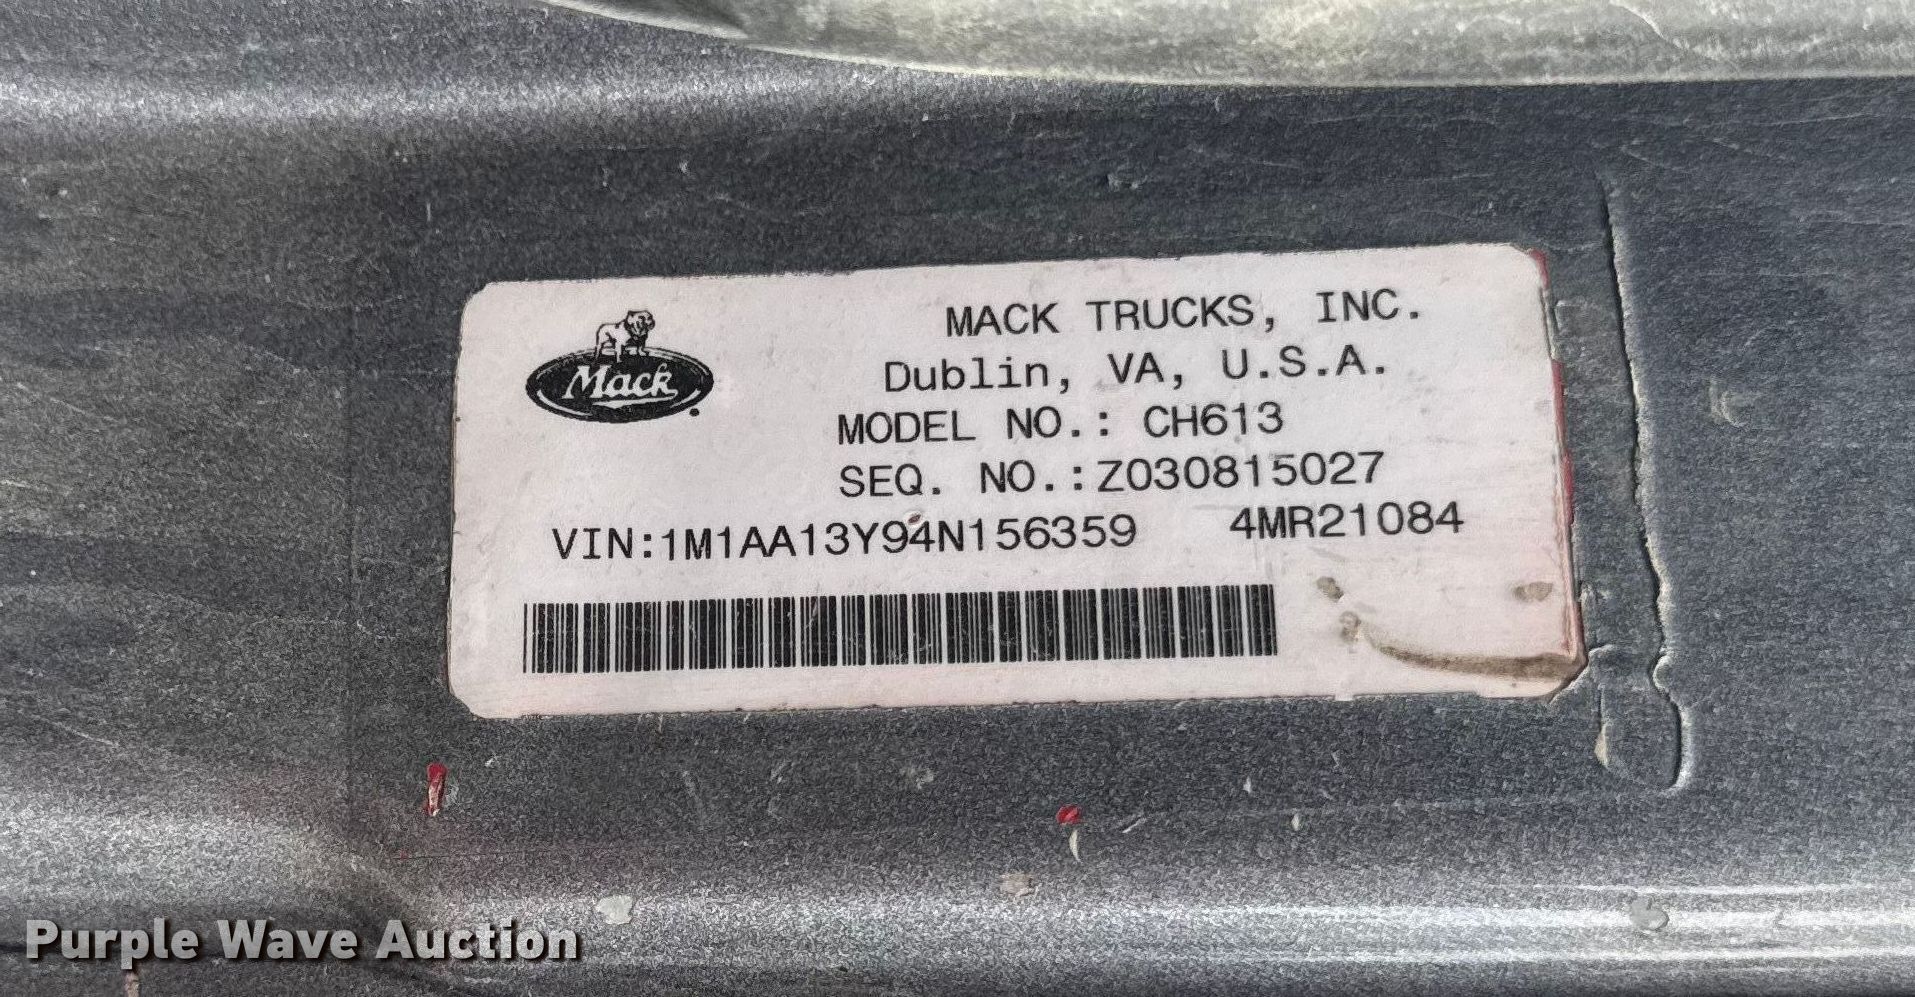 Mack
MACK TRUCKS, INC.
Dublin, VA, U.S.A.
MODEL NO.: CH613
SEQ. NO.:Z030815027
VIN:1M1AA13Y94N156359 4MR21084
Purple Wave Auction